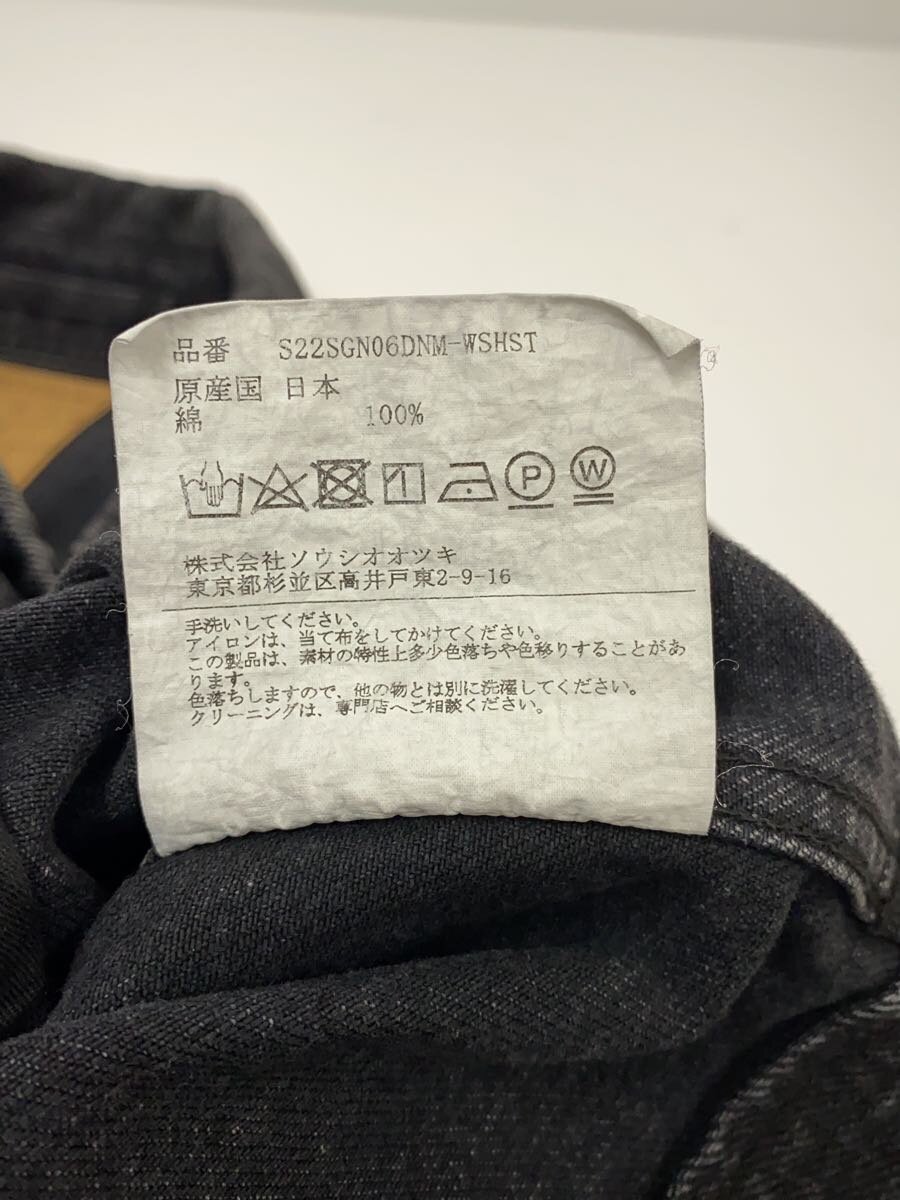 品番 S22SGN06DNM-WSHST
原産国 日本
綿 100%
P W
株式会社ソウシオオツキ
東京都杉並区高井戸東2-9-16
手洗いしてください。
アイロンは、当て布をしてかけてください。
この製品は、素材の特性上多少色落ちや色移りすることがあ
ります。
色落ちしますので、他の物とは別に洗濯してください。
クリーニングは、専門店へご相談ください。